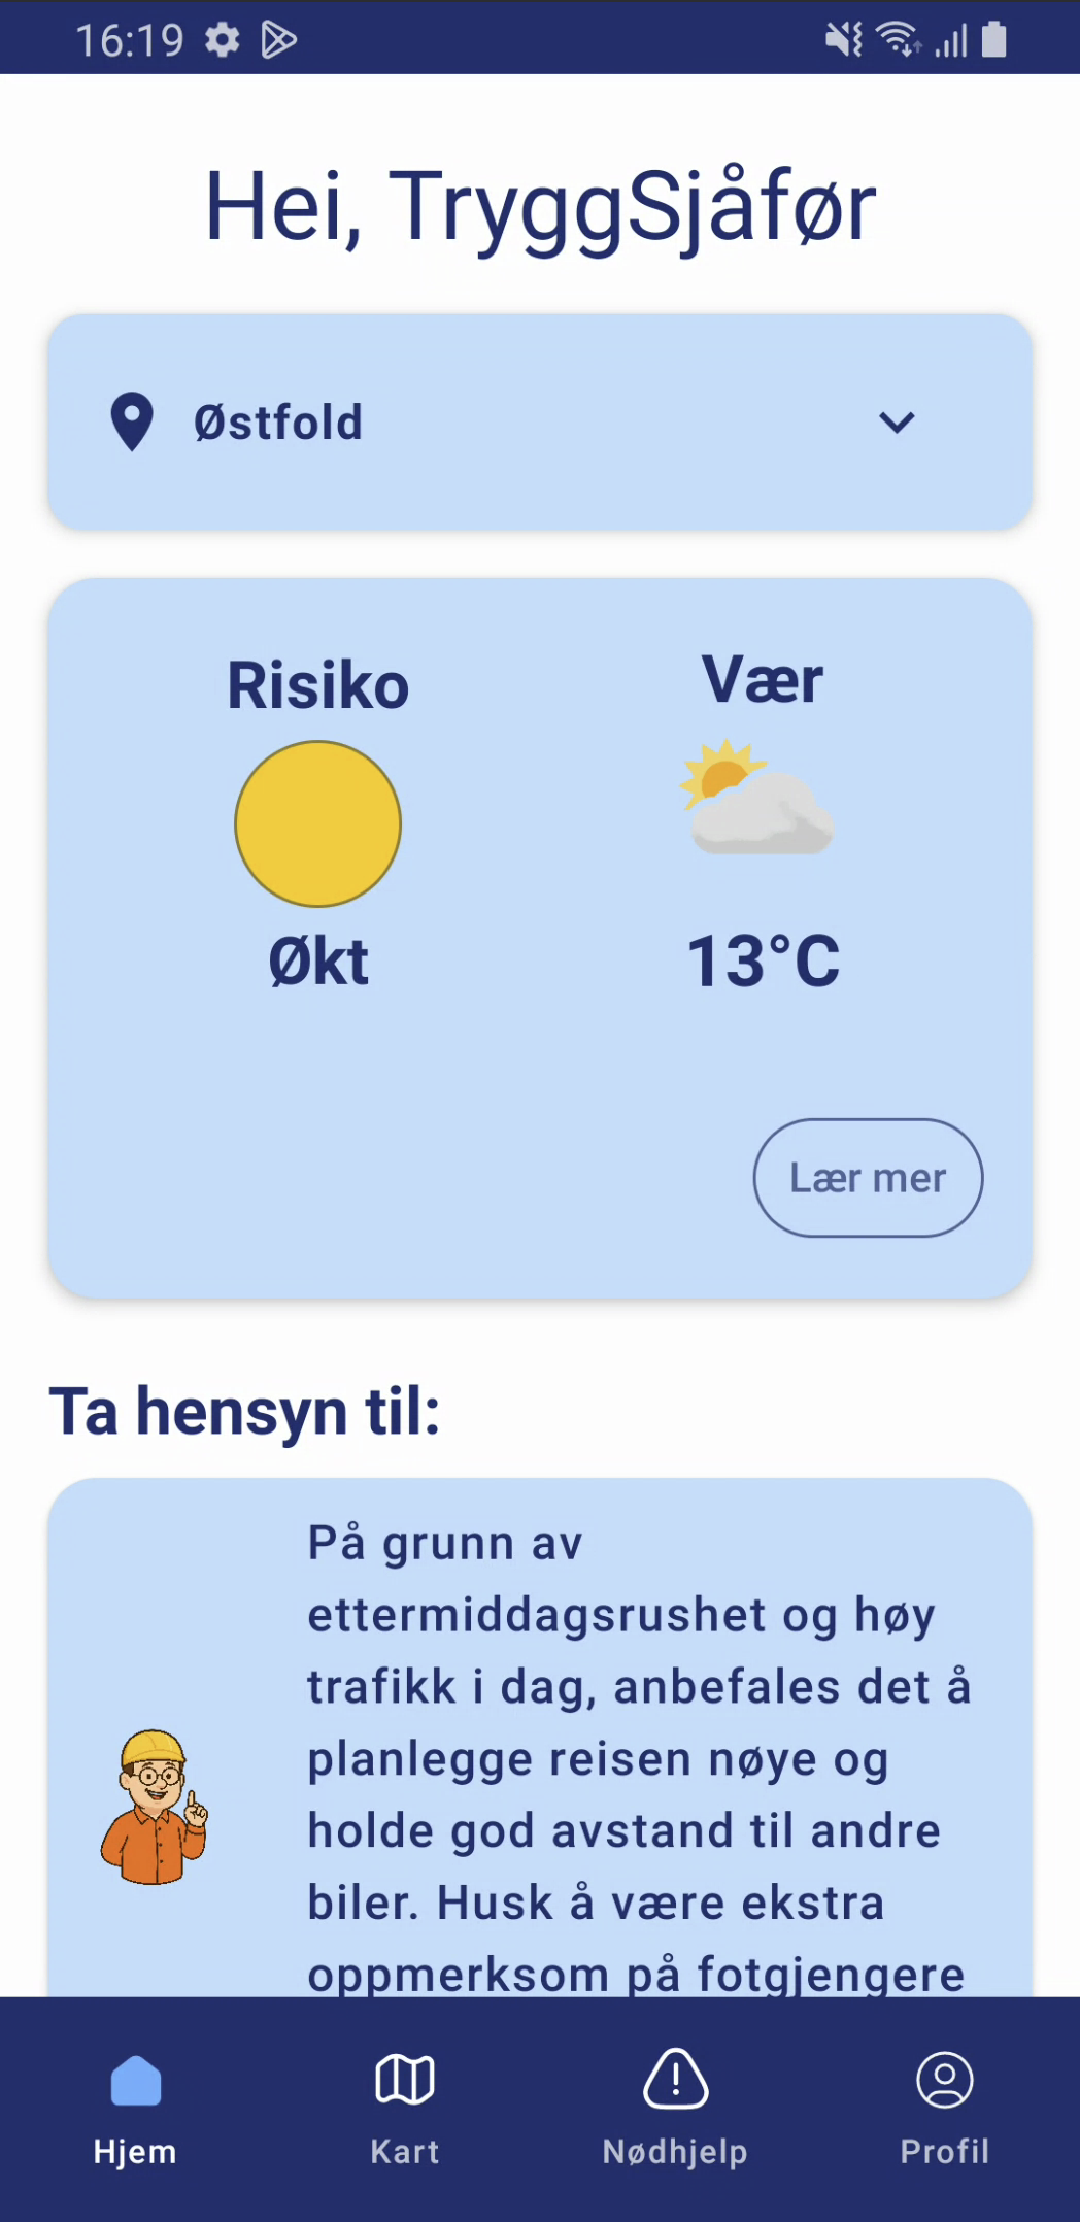 16:19
Hei, TryggSjåfør
Østfold
Risiko
Vær
Økt
13°C
Lær mer
Ta hensyn til:
På grunn av
ettermiddagsrushet og høy
trafikk i dag, anbefales det å
planlegge reisen nøye og
holde god avstand til andre
biler. Husk å være ekstra
oppmerksom på fotgjengere
Hjem
Kart
Nødhjelp
Profil